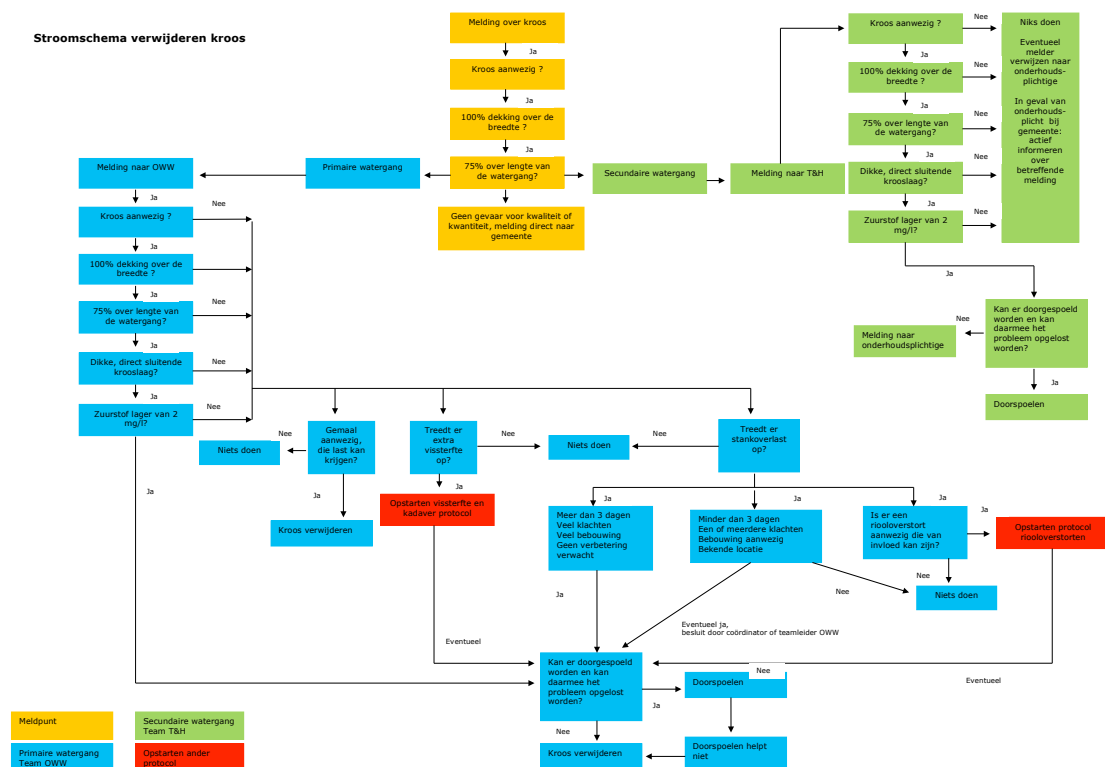 Stroomschema verwijderen kroos
Melding over kroos
Ja
Kroos aanwezig ?
Ja
100% dekking over de
breedte ?
Ja
75% over lengte van
de watergang?
Geen gevaar voor kwaliteit of
kwantiteit, melding direct naar
gemeente
Primaire watergang
Secundaire watergang
Melding naar T&H
Kroos aanwezig ?
Nee
Ja
100% dekking over de
breedte ?
Nee
Ja
75% over lengte van
de watergang?
Nee
Ja
Dikke, direct sluitende
krooslaag?
Nee
Ja
Zuurstof lager van 2
mg/l?
Nee
Ja
Niks doen
Eventueel
melder
verwijzen naar
onderhouds-
plichtige
In geval van
onderhouds-
plicht bij
gemeente:
actief
informeren
over
betreffende
melding
Kan er doorgespoeld
worden en kan
daarmee het
probleem opgelost
worden?
Nee
Melding naar
onderhoudsplichtige
Ja
Doorspoelen
Melding naar OWW
Ja
Nee
Kroos aanwezig ?
Ja
100% dekking over de
breedte ?
Nee
Ja
75% over lengte van
de watergang?
Nee
Ja
Dikke, direct sluitende
krooslaag?
Nee
Ja
Zuurstof lager van 2
mg/l?
Nee
Ja
Gemaal
aanwezig,
die last kan
krijgen?
Nee
Niets doen
Ja
Kroos verwijderen
Treedt er
extra
vissterfte
op?
Nee
Niets doen
Nee
Ja
Opstarten vissterfte en
kadaver protocol
Treedt er
stankoverlast
op?
Ja
Ja
Ja
Meer dan 3 dagen
Veel klachten
Veel bebouwing
Geen verbetering
verwacht
Minder dan 3 dagen
Een of meerdere klachten
Bebouwing aanwezig
Bekende locatie
Is er een
riooloverstort
aanwezig die van
invloed kan zijn?
Ja
Opstarten protocol
riooloverstorten
Nee
Nee
Niets doen
Ja
Eventueel ja,
besluit door coördinator of teamleider OWW
Eventueel
Eventueel
Kan er doorgespoeld
worden en kan
daarmee het
probleem opgelost
worden?
Nee
Doorspoelen
Ja
Nee
Kroos verwijderen
Doorspoelen helpt
niet
Meldpunt
Secundaire watergang
Team T&H
Primaire watergang
Team OWW
Opstarten ander
protocol